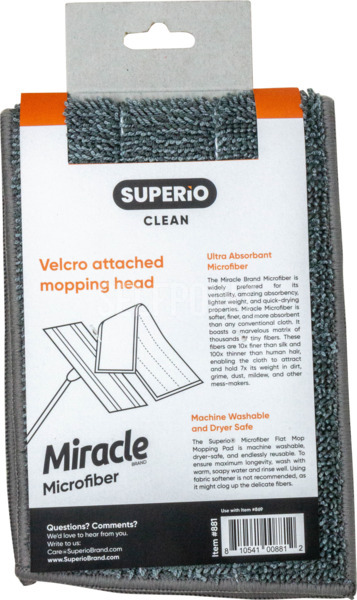 SUPERIO
CLEAN
Velcro attached
mopping head
Ultra Absorbant
Microfiber
The Miracle Brand Microfiber is
widely preferred for its
versatility, amazing absorbency,
lighter weight, and quick-drying
properties. Miracle Microfiber is
softer, finer, and more absorbent
than any conventional cloth. It
boasts a marvelous matrix of
thousands of tiny fibers. These
fibers are 10x finer than silk and
100x thinner than human hair,
enabling the cloth to attract
and hold 7x its weight in dirt,
grime, dust, mildew, and other
mess-makers.
Machine Washable
and Dryer Safe
The Superio® Microfiber Flat Mop
Mopping Pad is machine washable,
dryer-safe, and endlessly reusable. To
ensure maximum longevity, wash with
warm, soapy water and rinse well. Using
fabric softener is not recommended, as
it might clog up the delicate fibers.
Miracle
BRAND
Microfiber
Questions? Comments?
We'd love to hear from you.
Write to us:
Care@SuperioBrand.com
www.SuperioBrand.com
Use with Item #869
Item #881
8 10541 00881 2